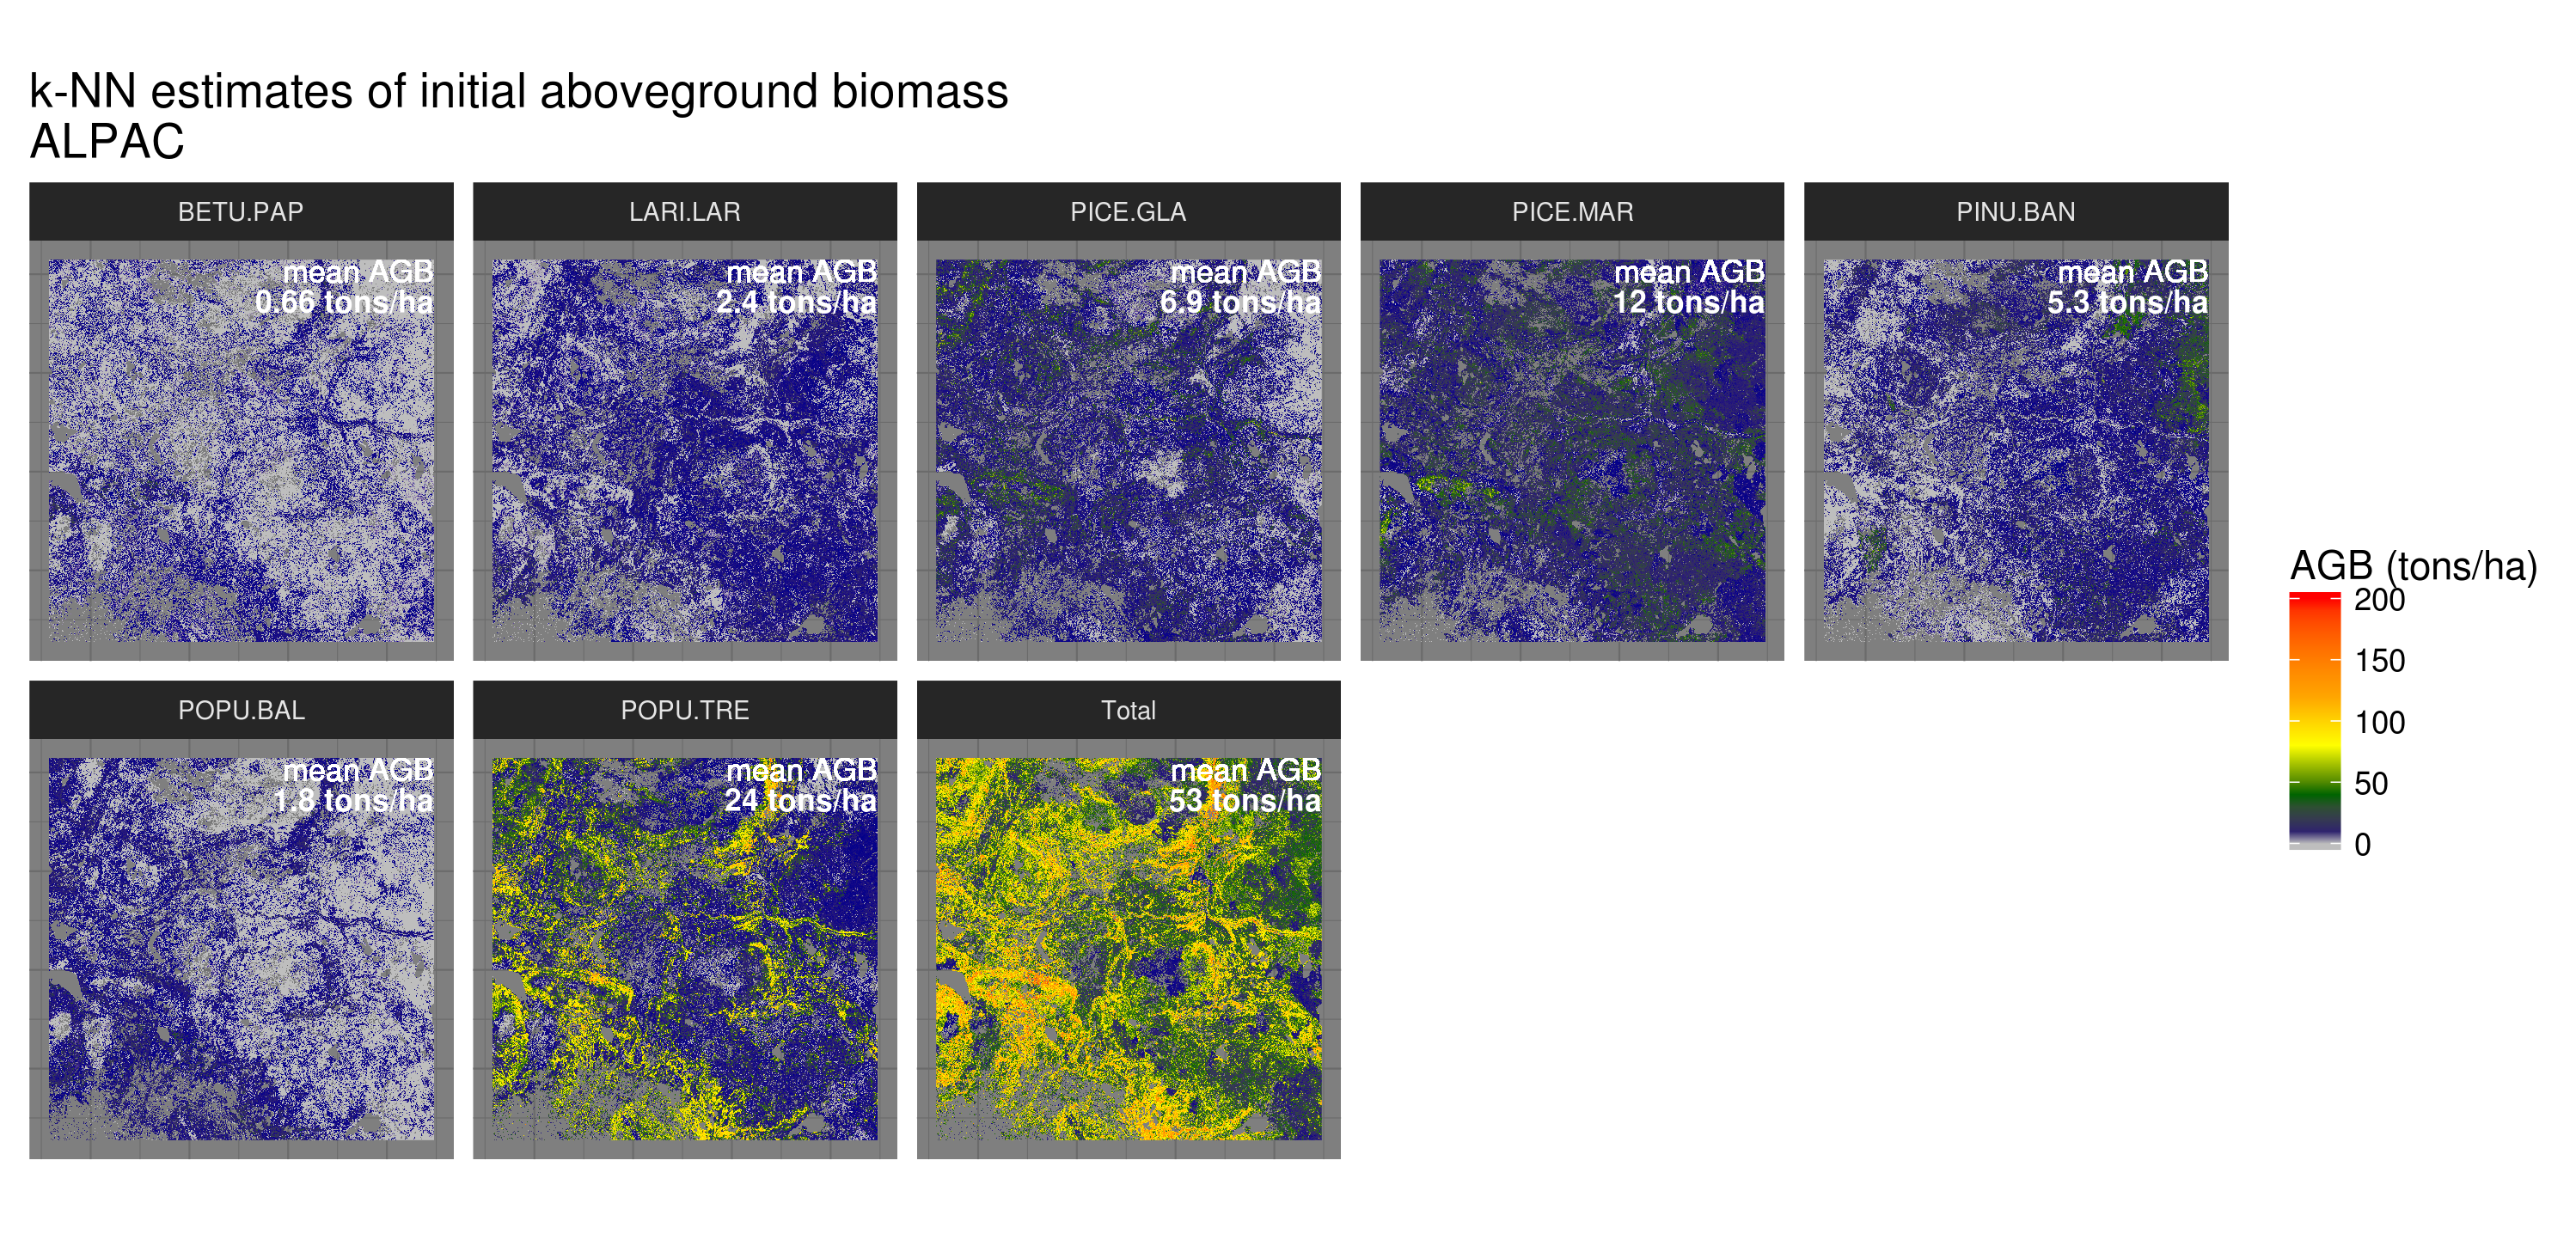 k-NN estimates of initial aboveground biomass
ALPAC
BETU.PAP
mean AGB
0.66 tons/ha
LARI.LAR
mean AGB
2.4 tons/ha
PICE.GLA
mean AGB
6.9 tons/ha
PICE.MAR
mean AGB
12 tons/ha
PINU.BAN
mean AGB
5.3 tons/ha
POPU.BAL
mean AGB
1.8 tons/ha
POPU.TRE
mean AGB
24 tons/ha
Total
mean AGB
53 tons/ha
AGB (tons/ha)
200
150
100
50
0